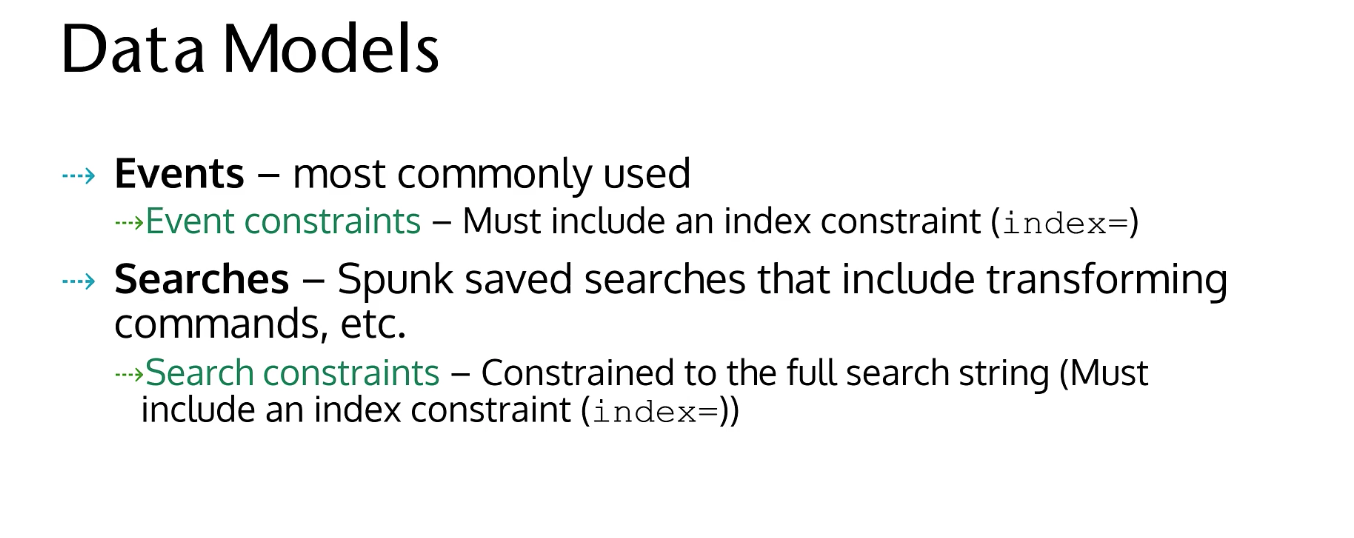 Data Models
Events – most commonly used
Event constraints – Must include an index constraint (index=)
Searches – Spunk saved searches that include transforming
commands, etc.
Search constraints – Constrained to the full search string (Must
include an index constraint (index=))